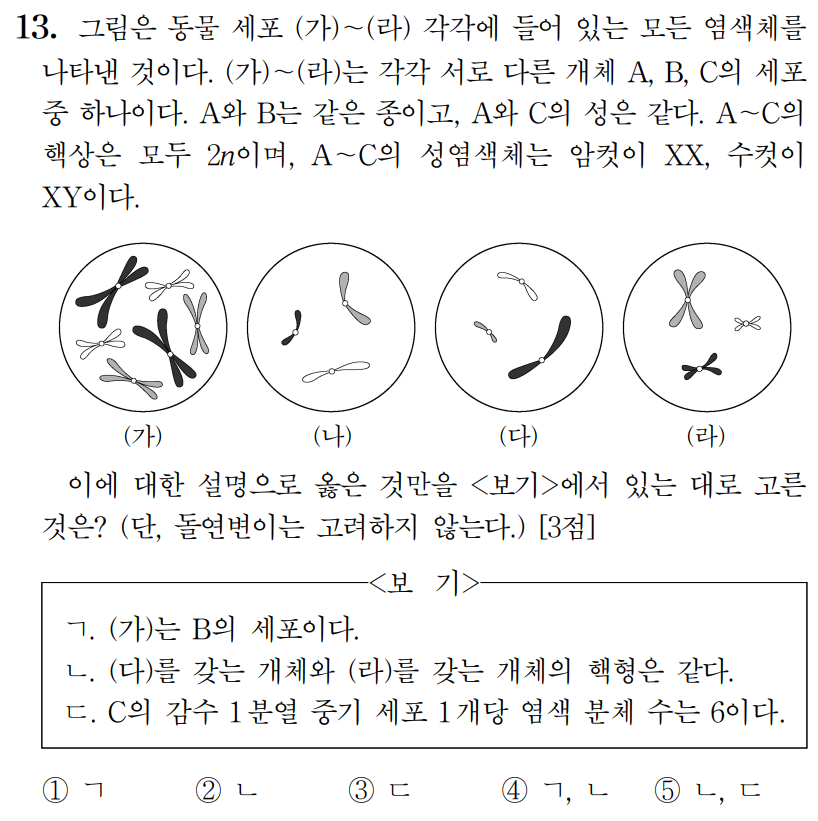 13. 그림은 동물 세포 (가)~(라) 각각에 들어 있는 모든 염색체를
나타낸 것이다. (가)~(라)는 각각 서로 다른 개체 A, B, C의 세포
중 하나이다. A와 B는 같은 종이고, A와 C의 성은 같다. A~C의
핵상은 모두 2n이며, A~C의 성염색체는 암컷이 XX, 수컷이
XY이다.
(가) (나) (다) (라)
이에 대한 설명으로 옳은 것만을 <보기>에서 있는 대로 고른
것은? (단, 돌연변이는 고려하지 않는다.) [3점]
<보 기>
ㄱ. (가)는 B의 세포이다.
ㄴ. (다)를 갖는 개체와 (라)를 갖는 개체의 핵형은 같다.
ㄷ. C의 감수 1분열 중기 세포 1개당 염색 분체 수는 6이다.
① ㄱ ② ㄴ ③ ㄷ ④ ㄱ, ㄴ ⑤ ㄴ, ㄷ